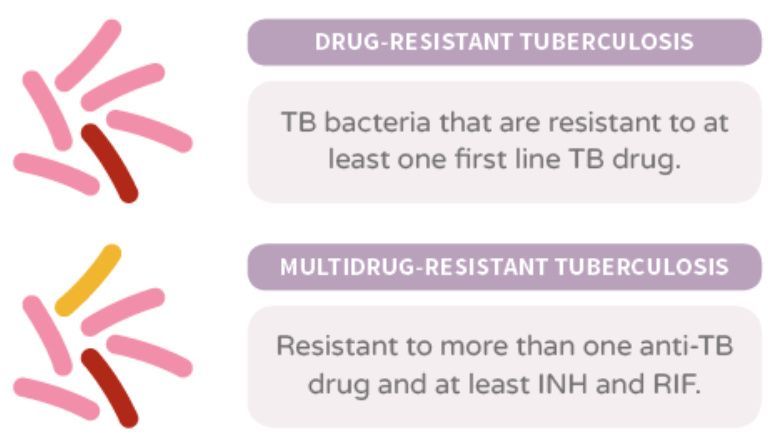 DRUG-RESISTANT TUBERCULOSIS
TB bacteria that are resistant to at
least one first line TB drug.
MULTIDRUG-RESISTANT TUBERCULOSIS
Resistant to more than one anti-TB
drug and at least INH and RIF.